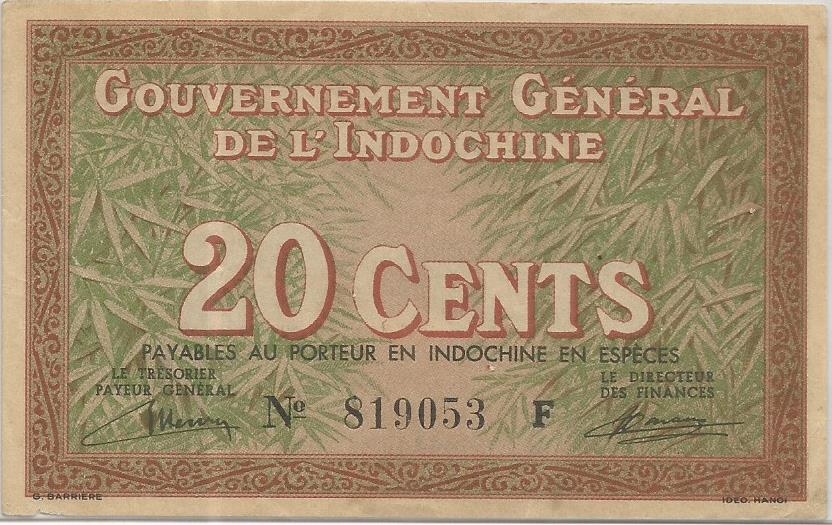 GOUVERNEMENT GÉNÉRAL
DE L'INDOCHINE
20 CENTS
PAYABLES AU PORTEUR EN INDOCHINE EN ESPÈCES
LE TRÉSORIER
PAYEUR GÉNÉRAL
LE DIRECTEUR
DES FINANCES
Nº 819053 F
G. BARRIÈRE
IDEO. HANOI